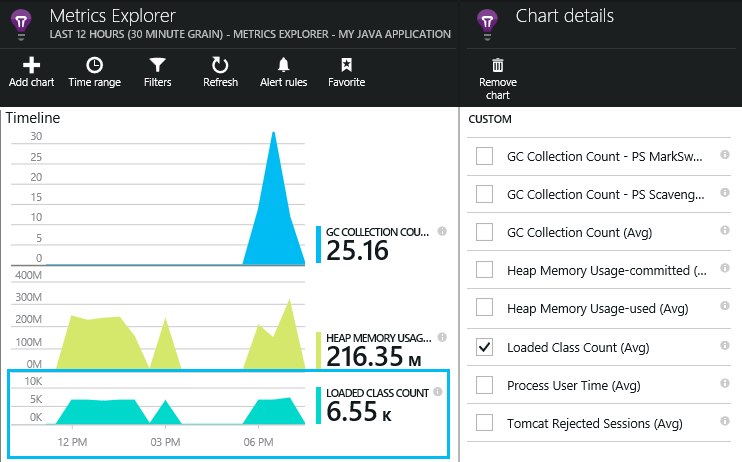 Metrics Explorer
LAST 12 HOURS (30 MINUTE GRAIN) - METRICS EXPLORER - MY JAVA APPLICATION
Add chart
Time range
Filters
Refresh
Alert rules
Favorite
Timeline
30
25
20
15
10
5
0
GC COLLECTION COU...
25.16
400M
300M
200M
100M
0M
HEAP MEMORY USAG...
216.35 M
10K
5K
0K
LOADED CLASS COUNT
6.55 K
12 PM
03 PM
06 PM
Chart details
Remove
chart
CUSTOM
GC Collection Count - PS MarkSw...
GC Collection Count - PS Scaveng...
GC Collection Count (Avg)
Heap Memory Usage-committed (...
Heap Memory Usage-used (Avg)
Loaded Class Count (Avg)
Process User Time (Avg)
Tomcat Rejected Sessions (Avg)